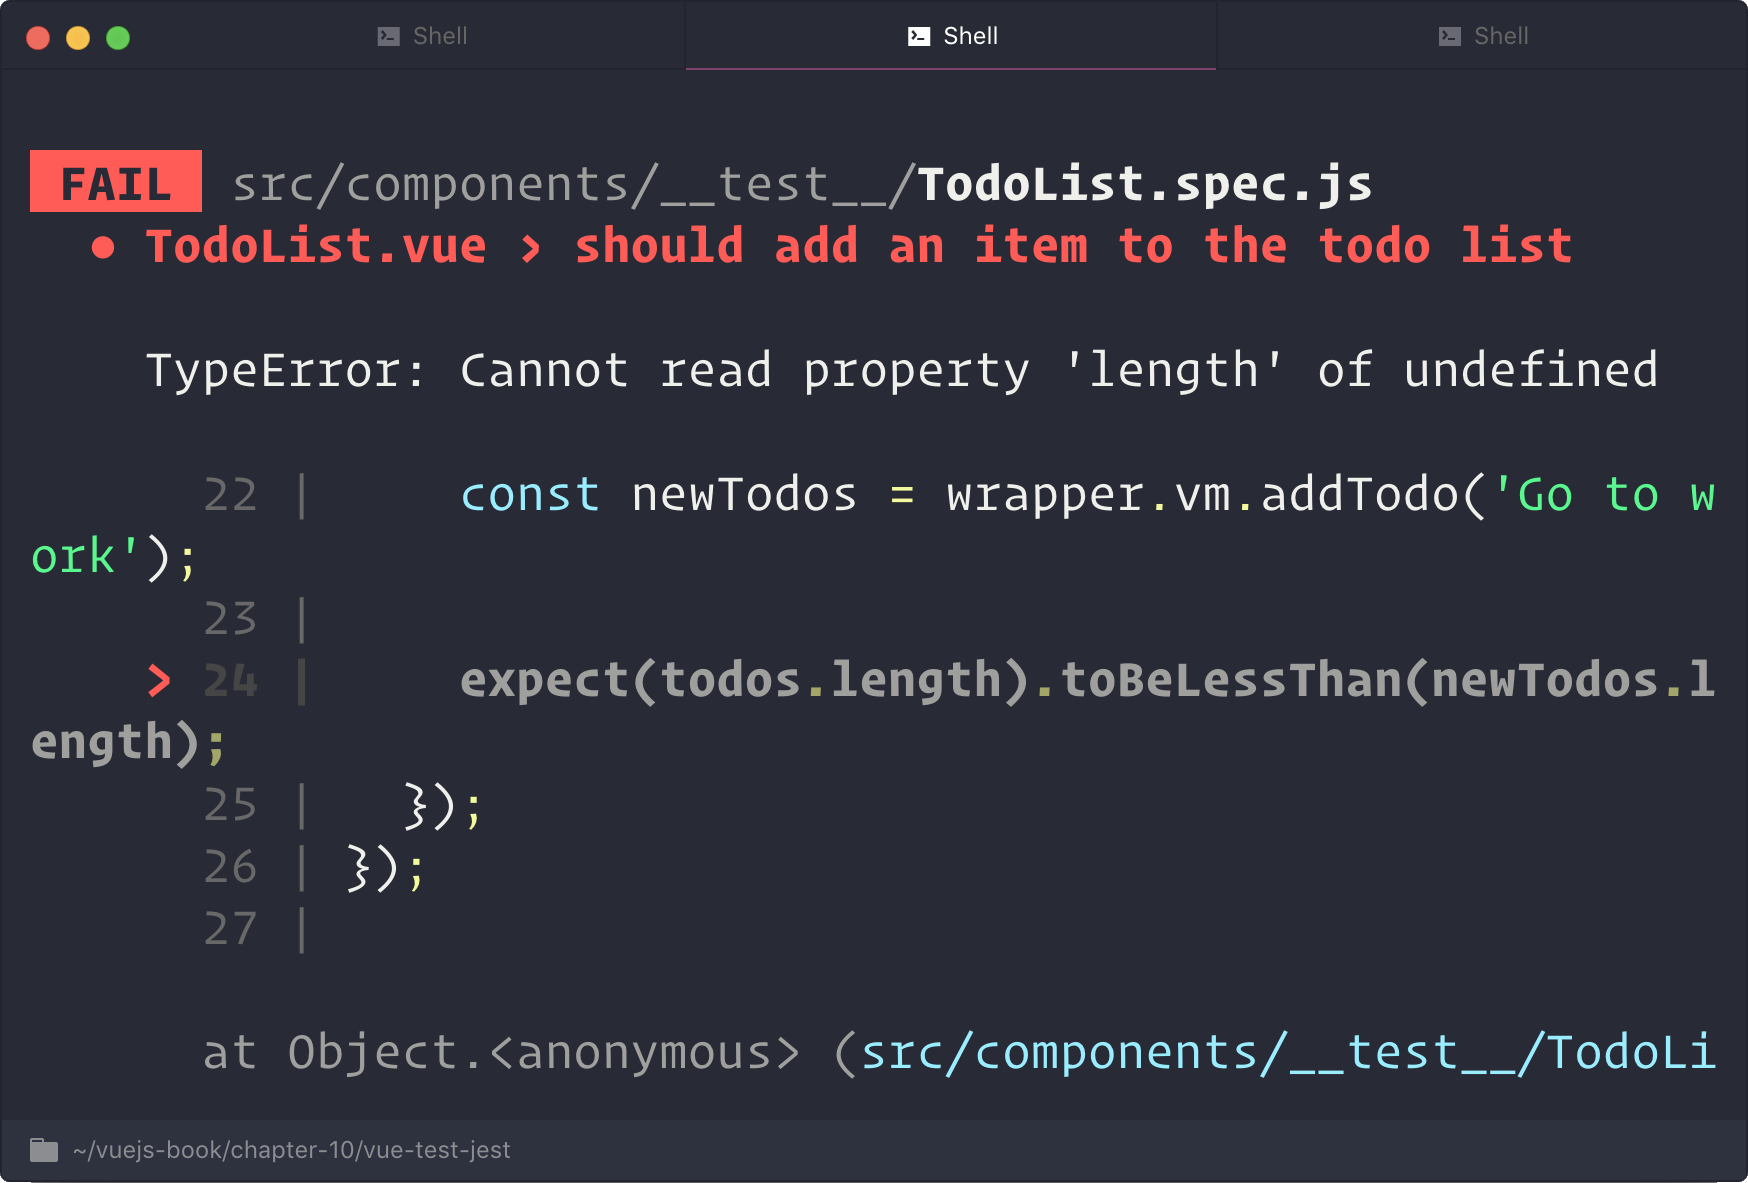 Shell
Shell
Shell
FAIL src/components/__test__/TodoList.spec.js
● TodoList.vue › should add an item to the todo list
TypeError: Cannot read property 'length' of undefined
22 | const newTodos = wrapper.vm.addTodo('Go to w
ork');
23 |
> 24 | expect(todos.length).toBeLessThan(newTodos.l
ength);
25 | });
26 | });
27 |
at Object.<anonymous> (src/components/__test__/TodoLi
~/vuejs-book/chapter-10/vue-test-jest